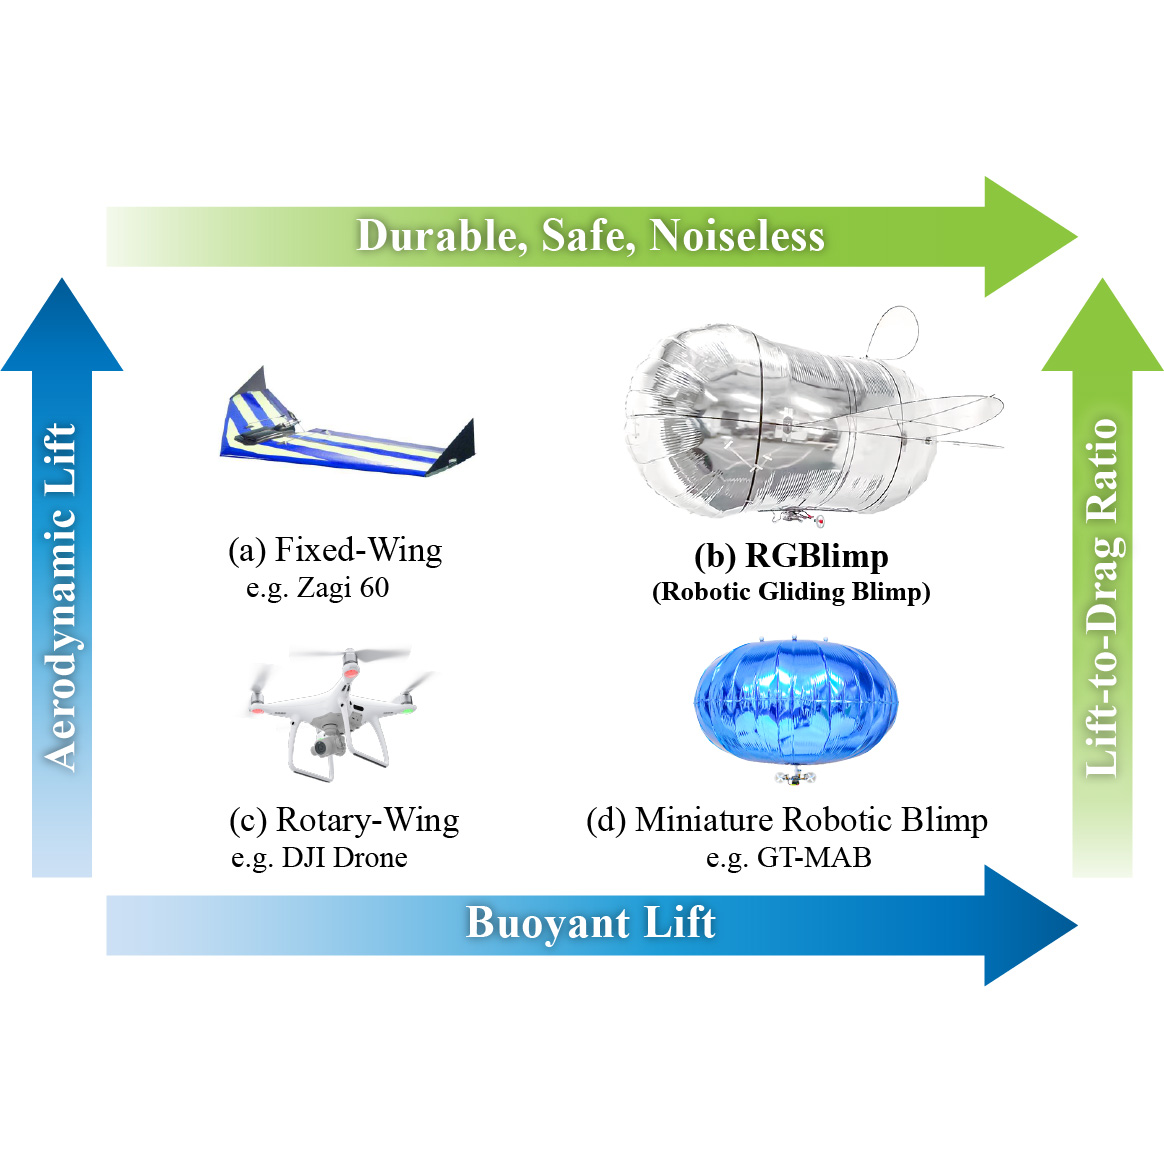 Durable, Safe, Noiseless
Aerodynamic Lift
Lift-to-Drag Ratio
(a) Fixed-Wing
e.g. Zagi 60
(b) RGBlimp
(Robotic Gliding Blimp)
(c) Rotary-Wing
e.g. DJI Drone
(d) Miniature Robotic Blimp
e.g. GT-MAB
Buoyant Lift